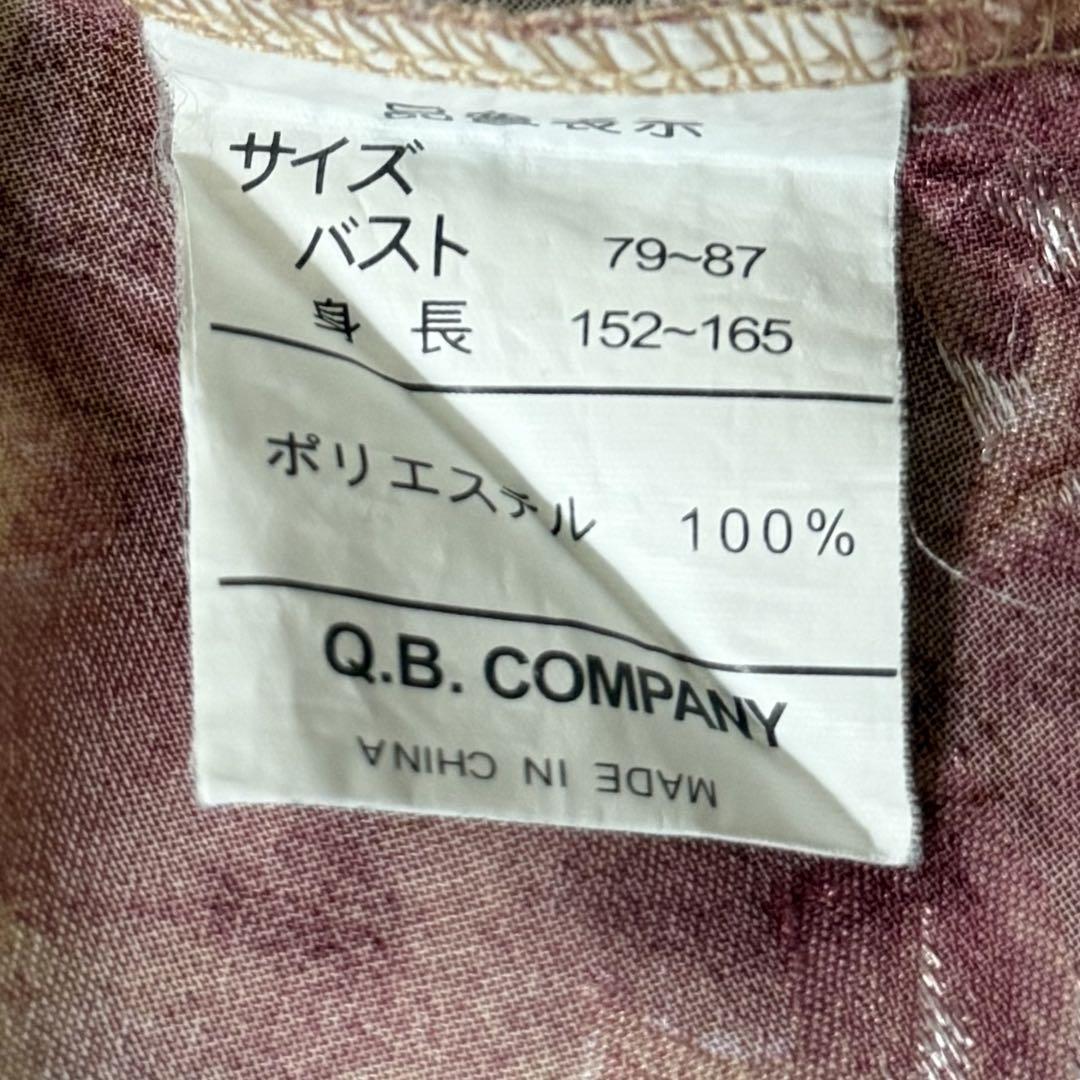 品番表示
サイズ
バスト 79~87
身長 152~165
ポリエステル 100%
Q.B. COMPANY
MADE IN CHINA